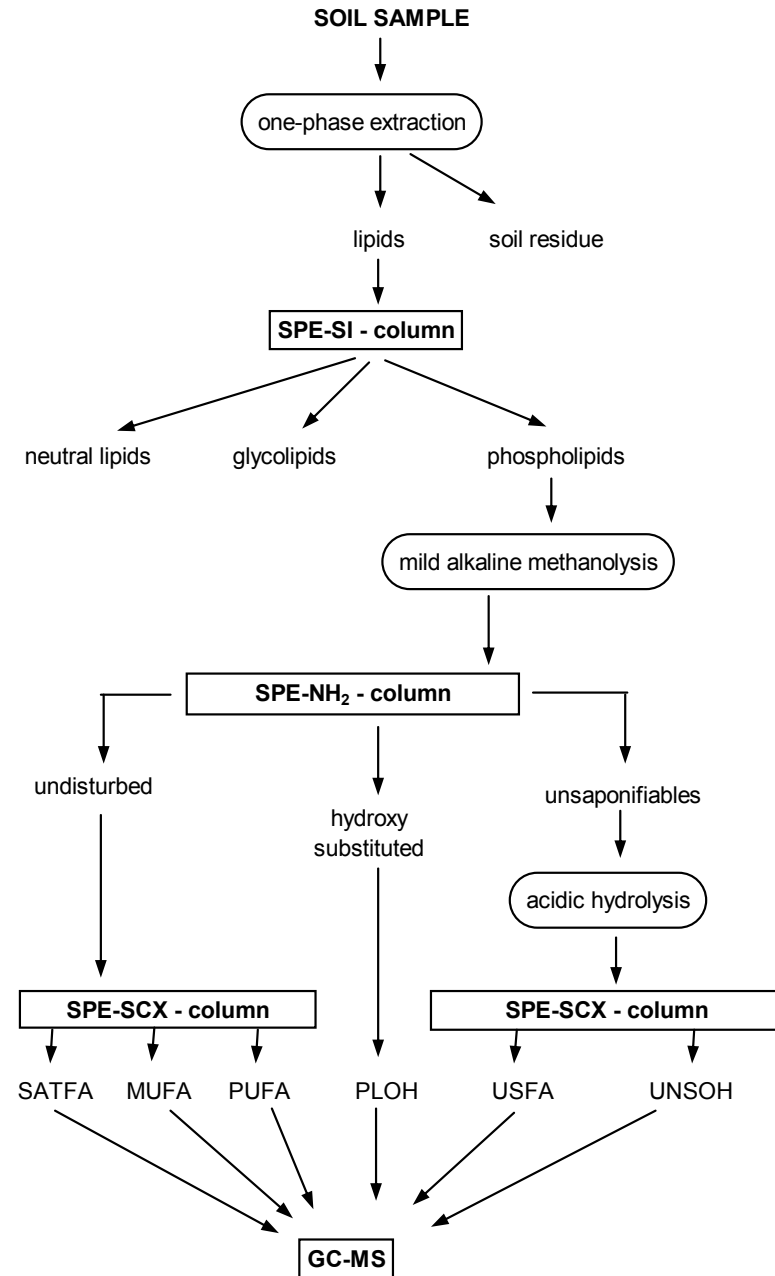 SOIL SAMPLE
one-phase extraction
lipids
soil residue
SPE-SI - column
neutral lipids
glycolipids
phospholipids
mild alkaline methanolysis
SPE-NH₂ - column
undisturbed
hydroxy
substituted
unsaponifiables
acidic hydrolysis
SPE-SCX - column
SPE-SCX - column
SATFA
MUFA
PUFA
PLOH
USFA
UNSOH
GC-MS